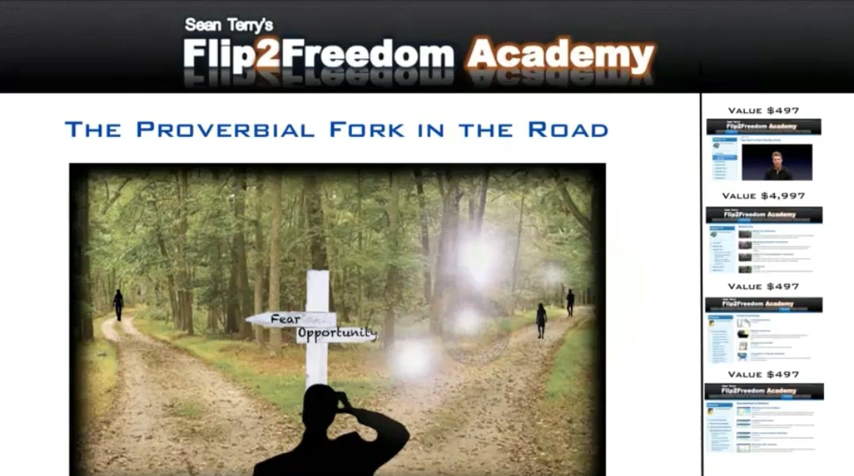 Sean Terry's
Flip2Freedom Academy
The Proverbial Fork in the Road
Fear
Opportunity
Value $497
Flip2Freedom Academy
Value $4,997
Flip2Freedom Academy
Value $497
Flip2Freedom Academy
Value $497
Flip2Freedom Academy